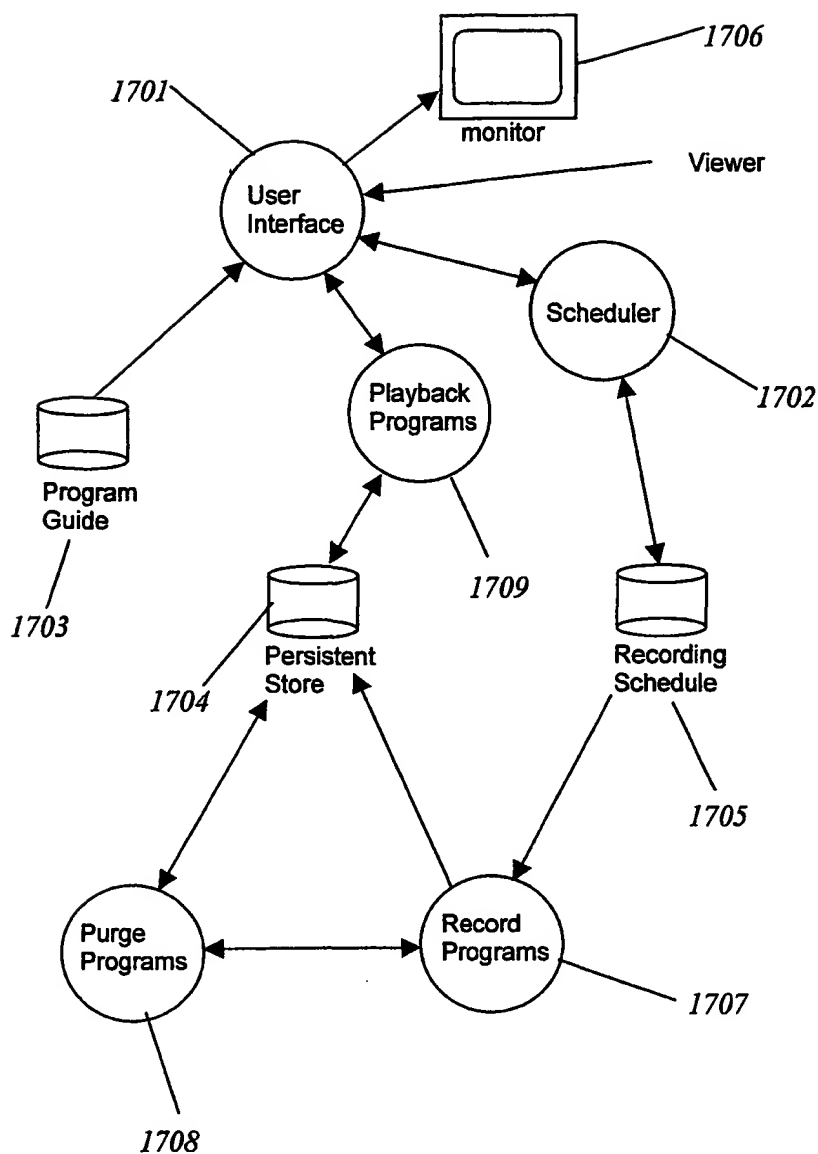 1706
1701
monitor
Viewer
User
Interface
Scheduler
1702
Playback
Programs
Program
Guide
1703
1709
Persistent
Store
Recording
Schedule
1704
1705
Purge
Programs
Record
Programs
1707
1708